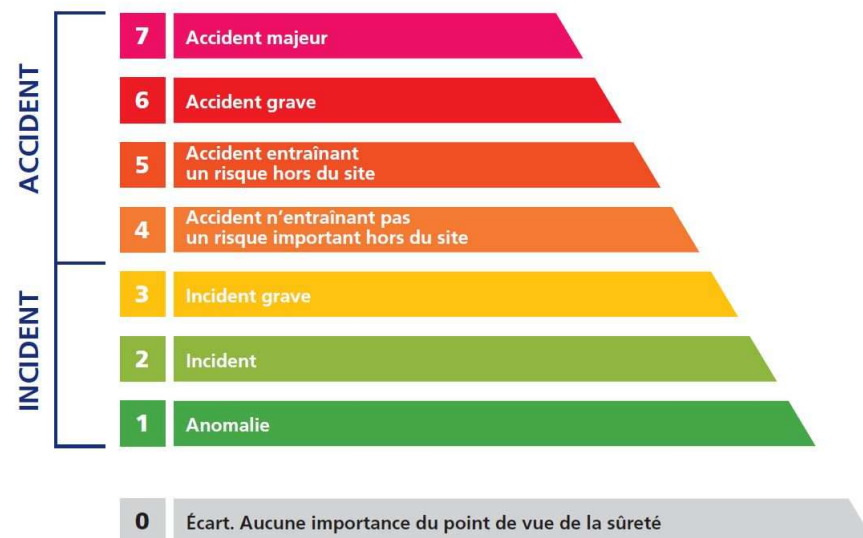 ACCIDENT
7 Accident majeur
6 Accident grave
5 Accident entraînant
un risque hors du site
4 Accident n'entraînant pas
un risque important hors du site
INCIDENT
3 Incident grave
2 Incident
1 Anomalie
0 Écart. Aucune importance du point de vue de la sûreté